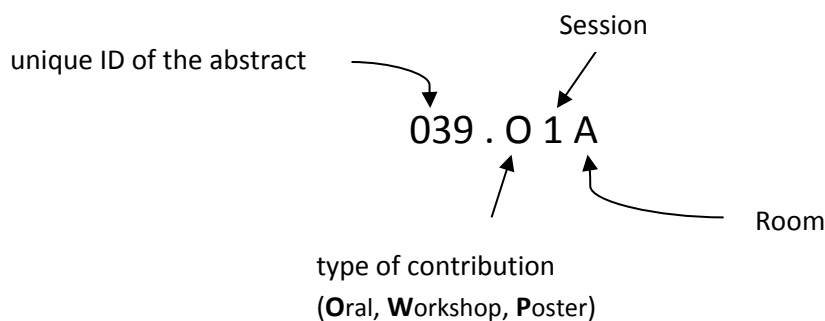 Session
unique ID of the abstract
039 . O 1 A
Room
type of contribution
(Oral, Workshop, Poster)